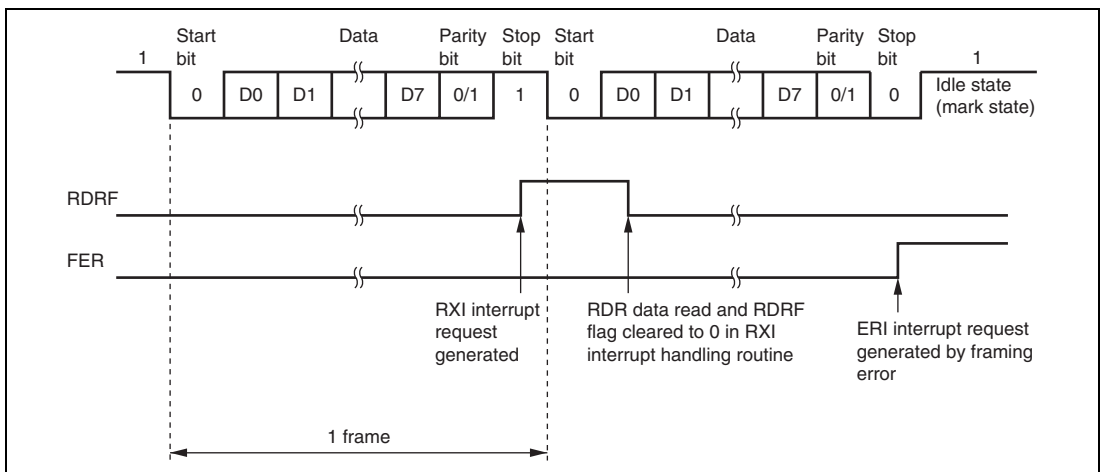 Start bit
Data
Parity bit
Stop bit
Start bit
Data
Parity bit
Stop bit
1
0
D0
D1
D7
0/1
1
0
D0
D1
D7
0/1
0
1
Idle state
(mark state)
RDRF
FER
RXI interrupt
request
generated
RDR data read and RDRF
flag cleared to 0 in RXI
interrupt handling routine
ERI interrupt request
generated by framing
error
1 frame